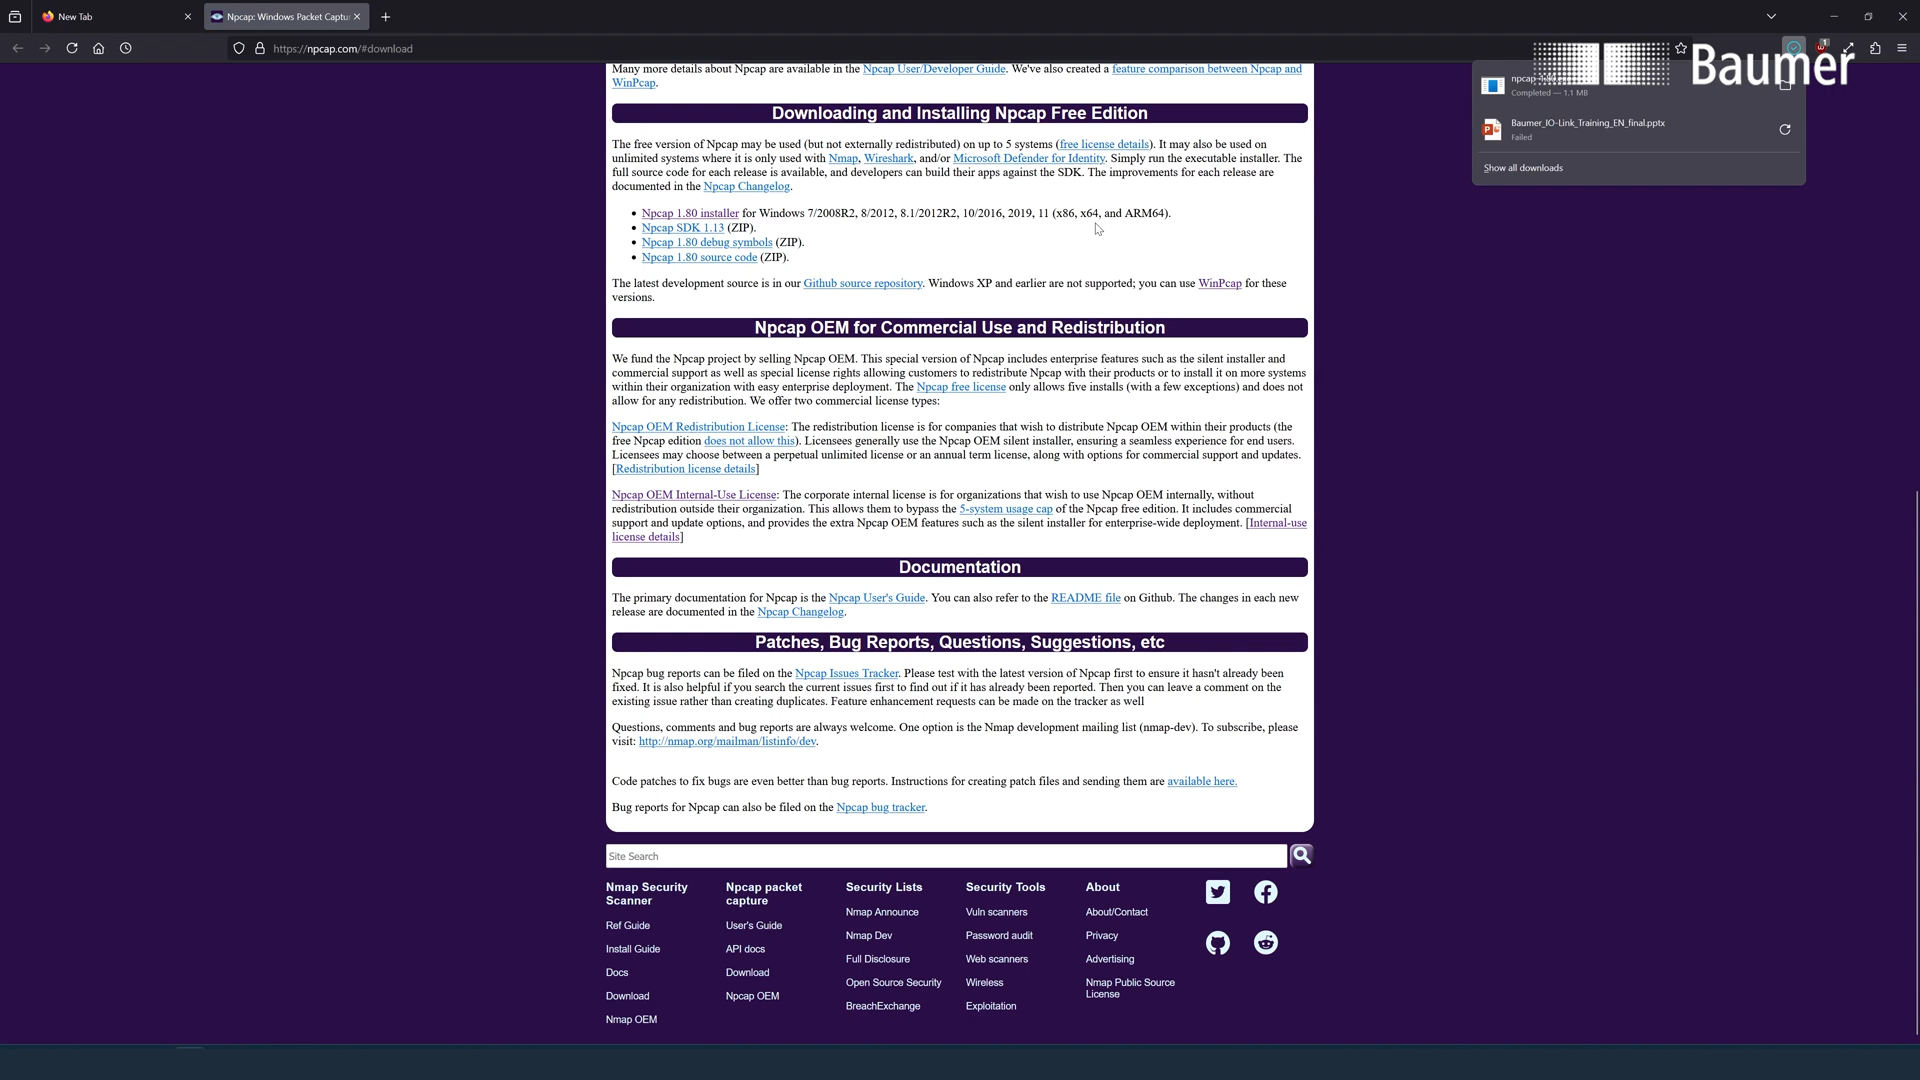 New Tab
Npcap: Windows Packet Captu
https://npcap.com/#download
1
Baumer
Completed — 1.1 MB
Baumer_IO-Link_Training_EN_final.pptx
Failed
Show all downloads
Many more details about Npcap are available in the Npcap User/Developer Guide. We've also created a feature comparison between Npcap and
WinPcap.
Downloading and Installing Npcap Free Edition
The free version of Npcap may be used (but not externally redistributed) on up to 5 systems (free license details). It may also be used on
unlimited systems where it is only used with Nmap, Wireshark, and/or Microsoft Defender for Identity. Simply run the executable installer. The
full source code for each release is available, and developers can build their apps against the SDK. The improvements for each release are
documented in the Npcap Changelog.
• Npcap 1.80 installer for Windows 7/2008R2, 8/2012, 8.1/2012R2, 10/2016, 2019, 11 (x86, x64, and ARM64).
• Npcap SDK 1.13 (ZIP).
• Npcap 1.80 debug symbols (ZIP).
• Npcap 1.80 source code (ZIP).
The latest development source is in our Github source repository. Windows XP and earlier are not supported; you can use WinPcap for these
versions.
Npcap OEM for Commercial Use and Redistribution
We fund the Npcap project by selling Npcap OEM. This special version of Npcap includes enterprise features such as the silent installer and
commercial support as well as special license rights allowing customers to redistribute Npcap with their products or to install it on more systems
within their organization with easy enterprise deployment. The Npcap free license only allows five installs (with a few exceptions) and does not
allow for any redistribution. We offer two commercial license types:
Npcap OEM Redistribution License: The redistribution license is for companies that wish to distribute Npcap OEM within their products (the
free Npcap edition does not allow this). Licensees generally use the Npcap OEM silent installer, ensuring a seamless experience for end users.
Licensees may choose between a perpetual unlimited license or an annual term license, along with options for commercial support and updates.
[Redistribution license details]
Npcap OEM Internal-Use License: The corporate internal license is for organizations that wish to use Npcap OEM internally, without
redistribution outside their organization. This allows them to bypass the 5-system usage cap of the Npcap free edition. It includes commercial
support and update options, and provides the extra Npcap OEM features such as the silent installer for enterprise-wide deployment. [Internal-use
license details]
Documentation
The primary documentation for Npcap is the Npcap User's Guide. You can also refer to the README file on Github. The changes in each new
release are documented in the Npcap Changelog.
Patches, Bug Reports, Questions, Suggestions, etc
Npcap bug reports can be filed on the Npcap Issues Tracker. Please test with the latest version of Npcap first to ensure it hasn't already been
fixed. It is also helpful if you search the current issues first to find out if it has already been reported. Then you can leave a comment on the
existing issue rather than creating duplicates. Feature enhancement requests can be made on the tracker as well
Questions, comments and bug reports are always welcome. One option is the Nmap development mailing list (nmap-dev). To subscribe, please
visit: http://nmap.org/mailman/listinfo/dev.
Code patches to fix bugs are even better than bug reports. Instructions for creating patch files and sending them are available here.
Bug reports for Npcap can also be filed on the Npcap bug tracker.
Site Search
Nmap Security
Scanner
Ref Guide
Install Guide
Docs
Download
Nmap OEM
Npcap packet
capture
User's Guide
API docs
Download
Npcap OEM
Security Lists
Nmap Announce
Nmap Dev
Full Disclosure
Open Source Security
BreachExchange
Security Tools
Vuln scanners
Password audit
Web scanners
Wireless
Exploitation
About
About/Contact
Privacy
Advertising
Nmap Public Source
License